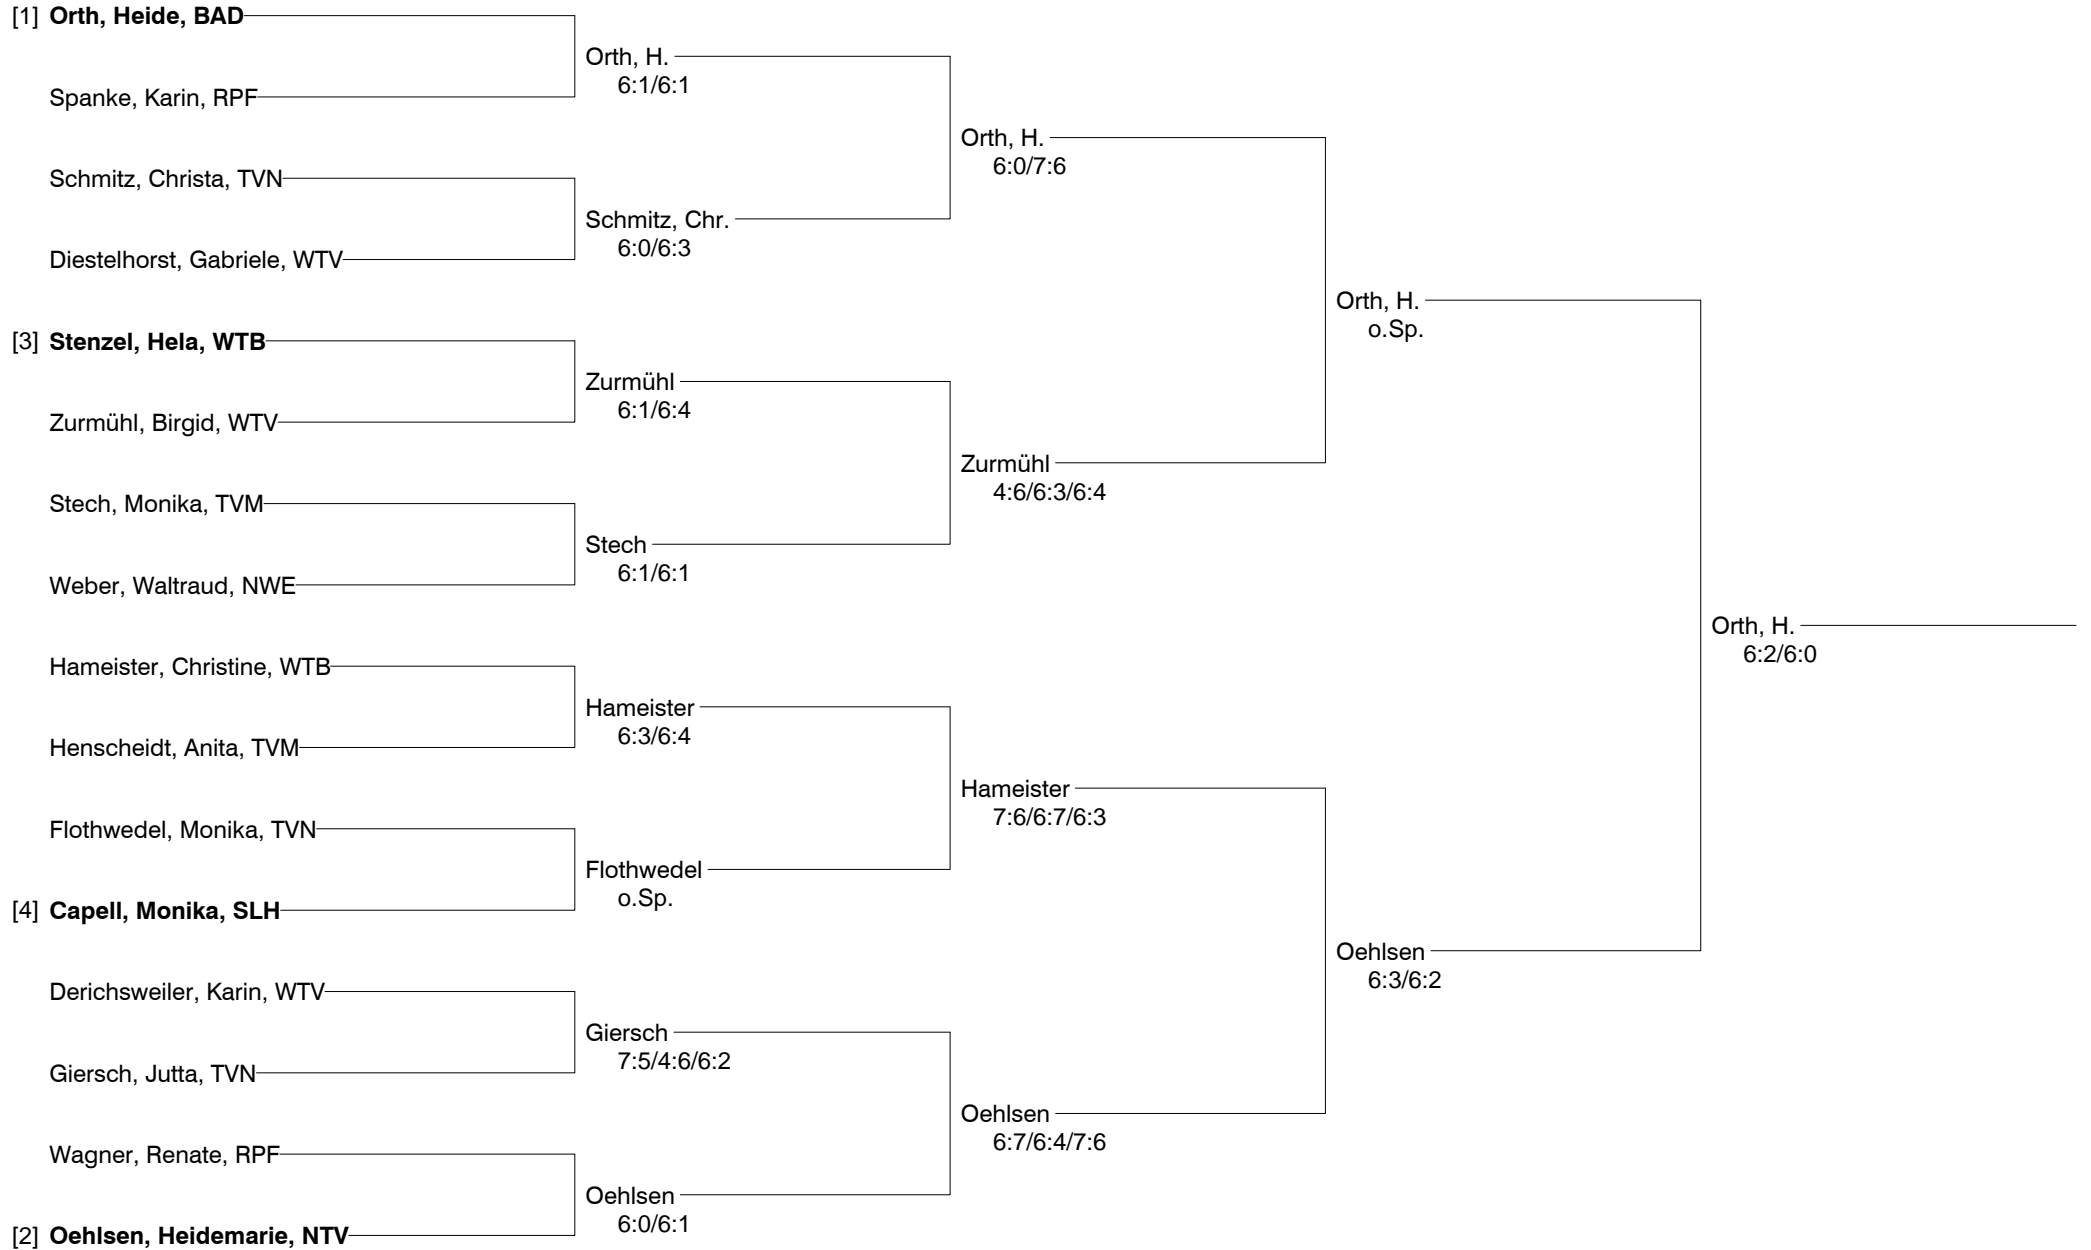 [1] Orth, Heide, BAD
Spanke, Karin, RPF
Schmitz, Christa, TVN
Diestelhorst, Gabriele, WTV
[3] Stenzel, Hela, WTB
Zurmühl, Birgid, WTV
Stech, Monika, TVM
Weber, Waltraud, NWE
Hameister, Christine, WTB
Henscheidt, Anita, TVM
Flothwedel, Monika, TVN
[4] Capell, Monika, SLH
Derichsweiler, Karin, WTV
Giersch, Jutta, TVN
Wagner, Renate, RPF
[2] Oehlsen, Heidemarie, NTV
Orth, H.
6:1/6:1
Schmitz, Chr.
6:0/6:3
Zurmühl
6:1/6:4
Stech
6:1/6:1
Hameister
6:3/6:4
Flothwedel
o.Sp.
Giersch
7:5/4:6/6:2
Oehlsen
6:0/6:1
Orth, H.
6:0/7:6
Zurmühl
4:6/6:3/6:4
Hameister
7:6/6:7/6:3
Oehlsen
6:7/6:4/7:6
Orth, H.
o.Sp.
Oehlsen
6:3/6:2
Orth, H.
6:2/6:0